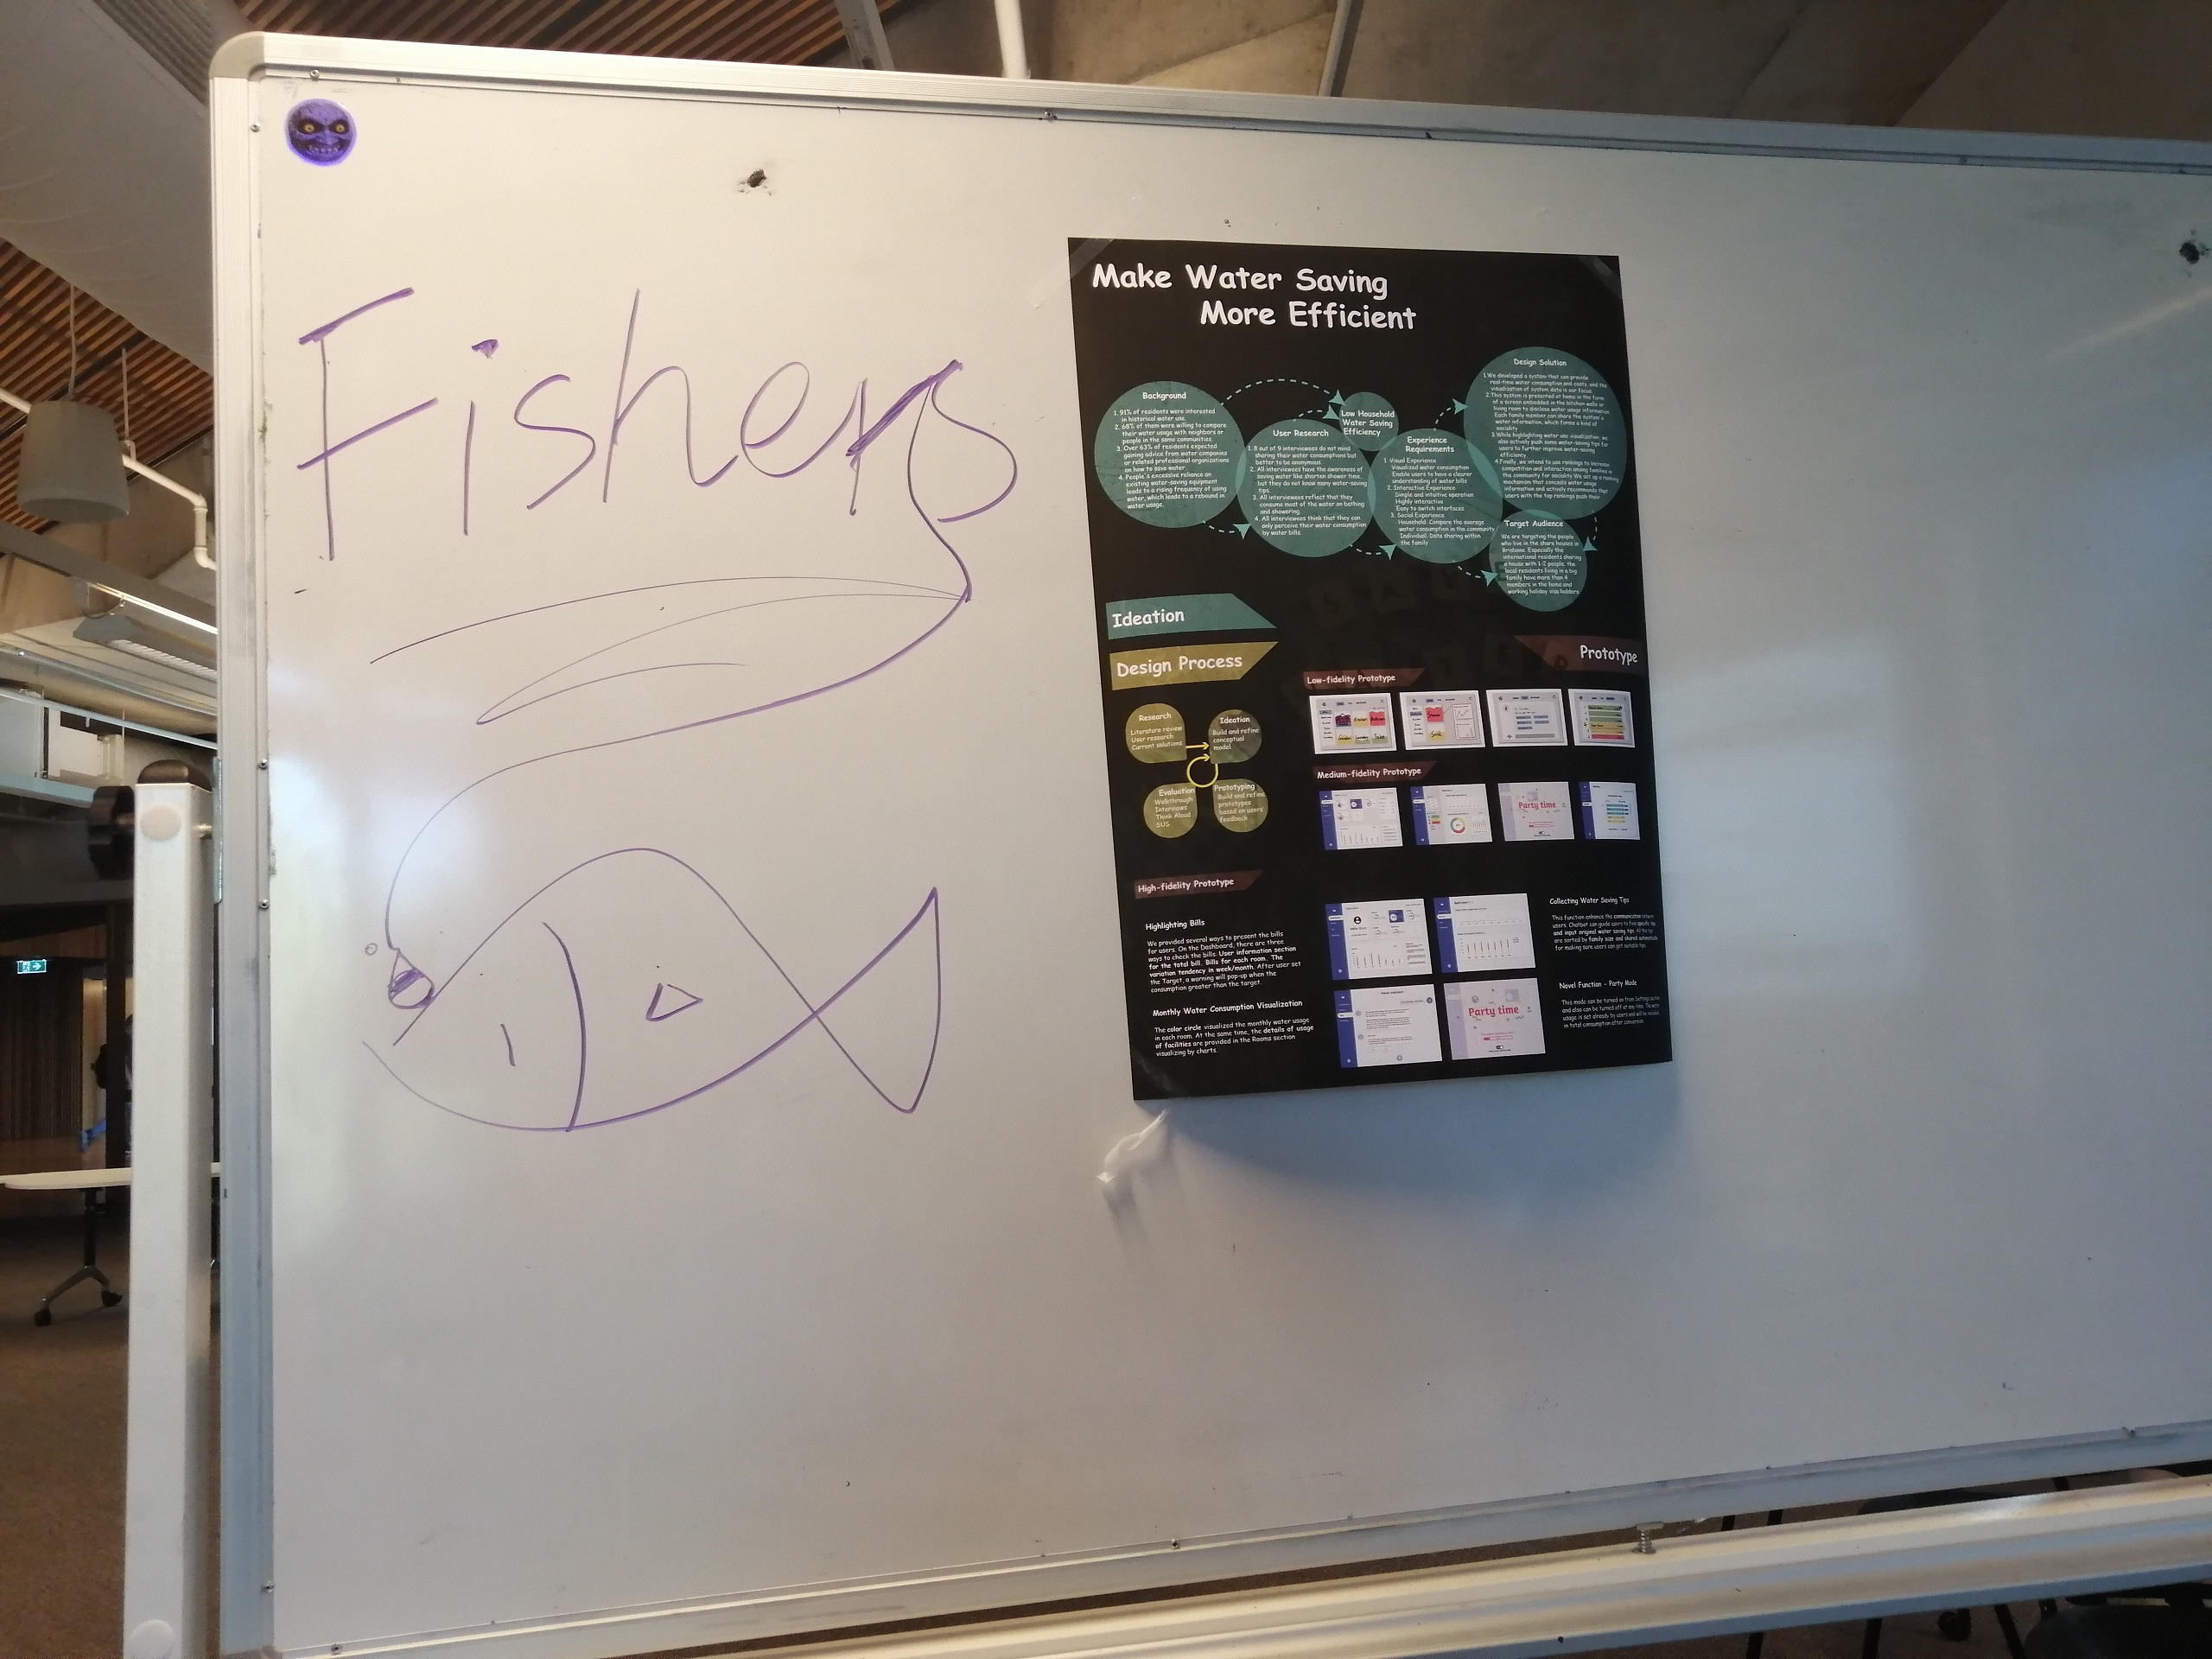 Fishers
Make Water Saving
More Efficient
Background
1. 91% of residents were interested
in historical water use.
2. 68% of them were willing to compare
their water usage with neighbors or
people in the same communities.
3. Over 63% of residents expected
gaining advice from water companies
or related professional organizations
on how to save water.
4. People's excessive reliance on
existing water-saving equipment
leads to a rising frequency of using
water, which leads to a rebound in
water usage.
User Research
1. 8 out of 9 interviewees do not mind
sharing their water consumptions but
better to be anonymous.
2. All interviewees have the awareness of
saving water like shorten shower time,
but they do not know many water-saving
tips.
3. All interviewees reflect that they
consume most of the water on bathing
and showering.
4. All interviewees think that they can
only perceive their water consumption
by water bills.
Low Household
Water Saving
Efficiency
Experience
Requirements
1. Visual Experience
Visualized water consumption
Enable users to have a clearer
understanding of water bills
2. Interactive Experience
Simple and intuitive operation
Highly interactive
Easy to switch interfaces
3. Social Experience
Household: Compare the average
water consumption in the community
Individual: Data sharing within
the family
Design Solution
1.We developed a system that can provide
real-time water consumption and costs, and the
visualization of system data is our focus.
2.This system is presented at home in the form
of a screen embedded in the kitchen walls or
living room to disclose water usage information.
Each family member can share the system's
water information, which forms a kind of
sociality
3.While highlighting water use visualization, we
also actively push some water-saving tips for
users to further improve water-saving
efficiency
4.Finally, we intend to use rankings to increase
competition and interaction among families in
the community for sociality. We set up a ranking
mechanism that conceals water usage
information and actively recommends that
users with the top rankings push their
Target Audience
We are targeting the people
who live in the share houses in
Brisbane. Especially the
international residents sharing
a house with 1-2 people, the
local residents living in a big
family have more than 4
members in the home and
working holiday visa holders
Ideation
Design Process
Research
Literature review
User research
Current solutions
Ideation
Build and refine
conceptual
model
Evaluation
Walkthrough
Interviews
Think Aloud
SUS
Prototyping
Build and refine
prototypes
based on users
feedback
Prototype
Low-fidelity Prototype
Medium-fidelity Prototype
Party time
High-fidelity Prototype
Highlighting Bills
We provided several ways to present the bills
for users. On the Dashboard, there are three
ways to check the bills: User information section
for the total bill. Bills for each room. The
variation tendency in week/month. After user set
the Target, a warning will pop-up when the
consumption greater than the target.
Monthly Water Consumption Visualization
The color circle visualized the monthly water usage
in each room. At the same time, the details of usage
of facilities are provided in the Rooms section
visualizing by charts.
Party time
Collecting Water Saving Tips
This function enhance the communication between
users. Chatbot can guide users to find specific tips
and input original water saving tips. All the tips
are sorted by family size and shared automatically
for making sure users can get suitable tips.
Novel Function - Party Mode
This mode can be turned on from Settings section
and also can be turned off at any time. The water
usage is set already by users and will be included
in total consumption after conversion.